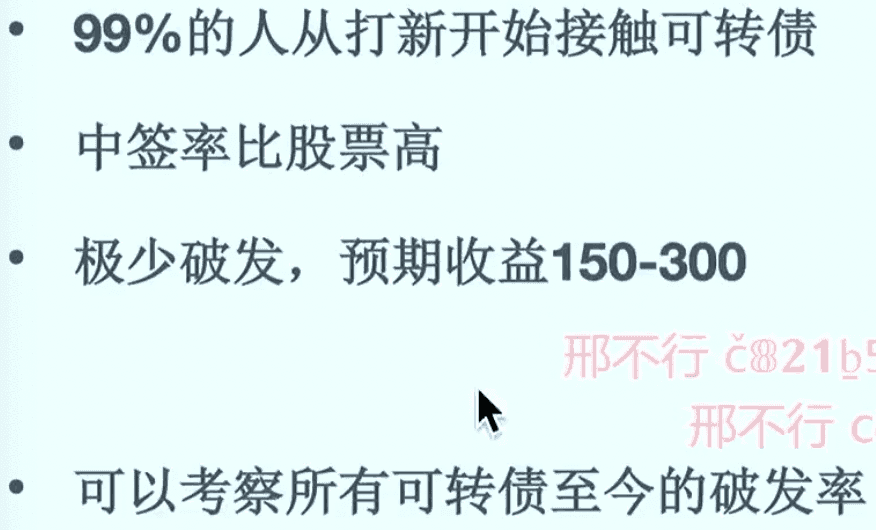 99%的人从打新开始接触可转债
中签率比股票高
极少破发，预期收益150-300
邢不行
邢不行
可以考察所有可转债至今的破发率